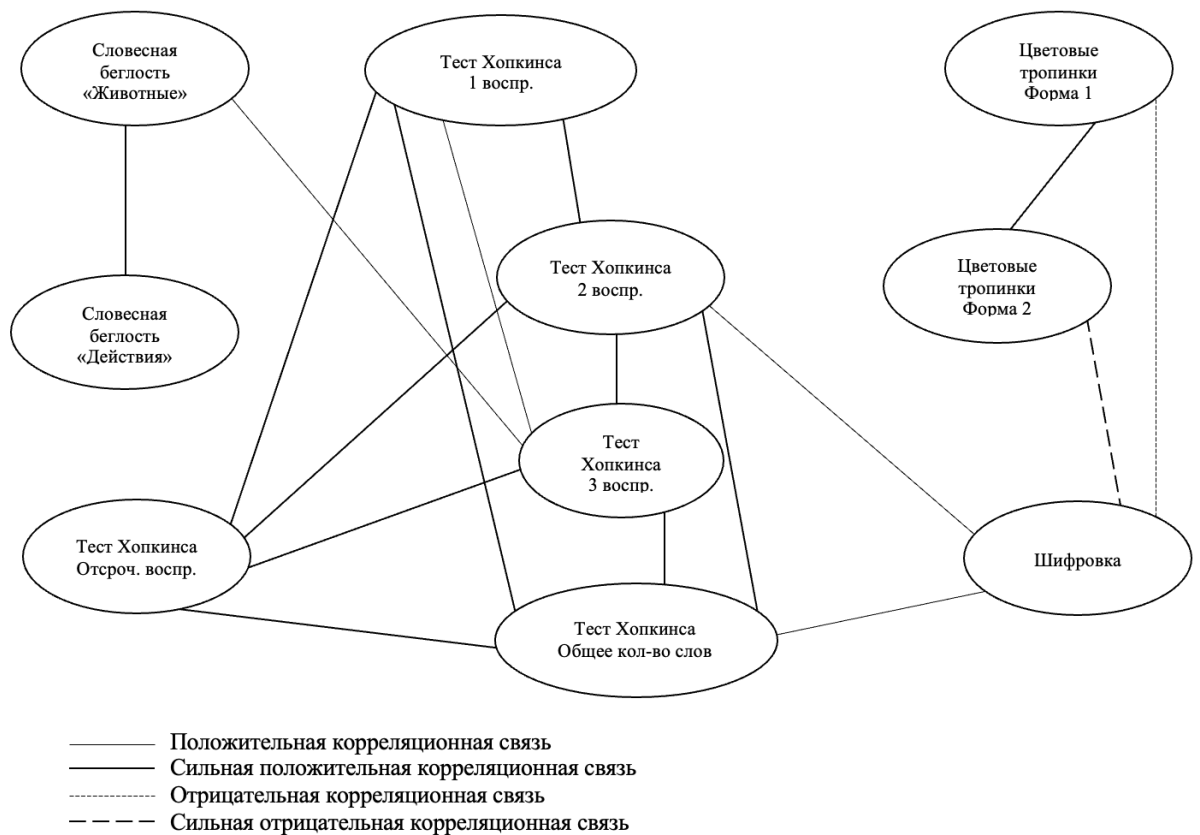 Словесная
беглость
«Животные»
Тест Хопкинса
1 воспр.
Цветовые
тропинки
Форма 1
Тест Хопкинса
2 воспр.
Цветовые
тропинки
Форма 2
Словесная
беглость
«Действия»
Тест
Хопкинса
3 воспр.
Тест Хопкинса
Отсроч. воспр.
Шифровка
Тест Хопкинса
Общее кол-во слов
Положительная корреляционная связь
Сильная положительная корреляционная связь
Отрицательная корреляционная связь
Сильная отрицательная корреляционная связь